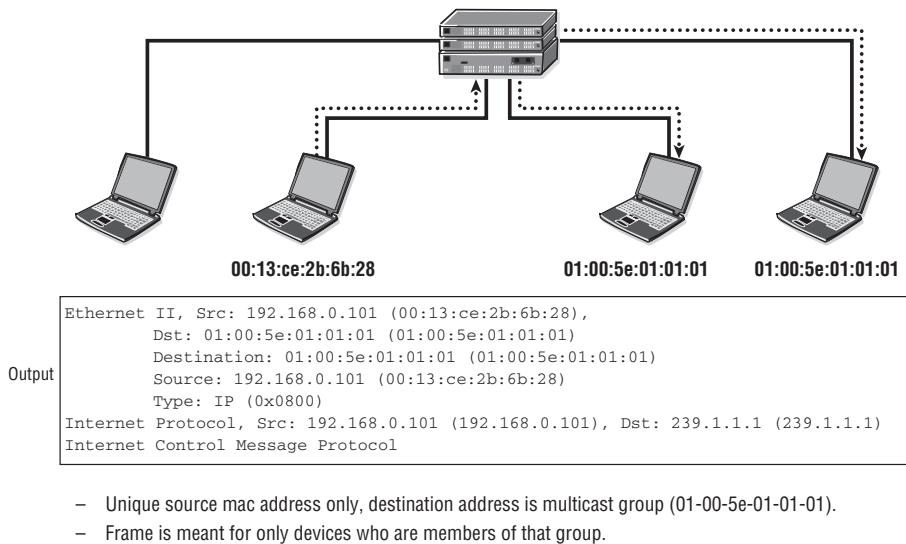 00:13:ce:2b:6b:28
01:00:5e:01:01:01
01:00:5e:01:01:01
Output
Ethernet II, Src: 192.168.0.101 (00:13:ce:2b:6b:28),
Dst: 01:00:5e:01:01:01 (01:00:5e:01:01:01)
Destination: 01:00:5e:01:01:01 (01:00:5e:01:01:01)
Source: 192.168.0.101 (00:13:ce:2b:6b:28)
Type: IP (0x0800)
Internet Protocol, Src: 192.168.0.101 (192.168.0.101), Dst: 239.1.1.1 (239.1.1.1)
Internet Control Message Protocol
– Unique source mac address only, destination address is multicast group (01-00-5e-01-01-01).
– Frame is meant for only devices who are members of that group.